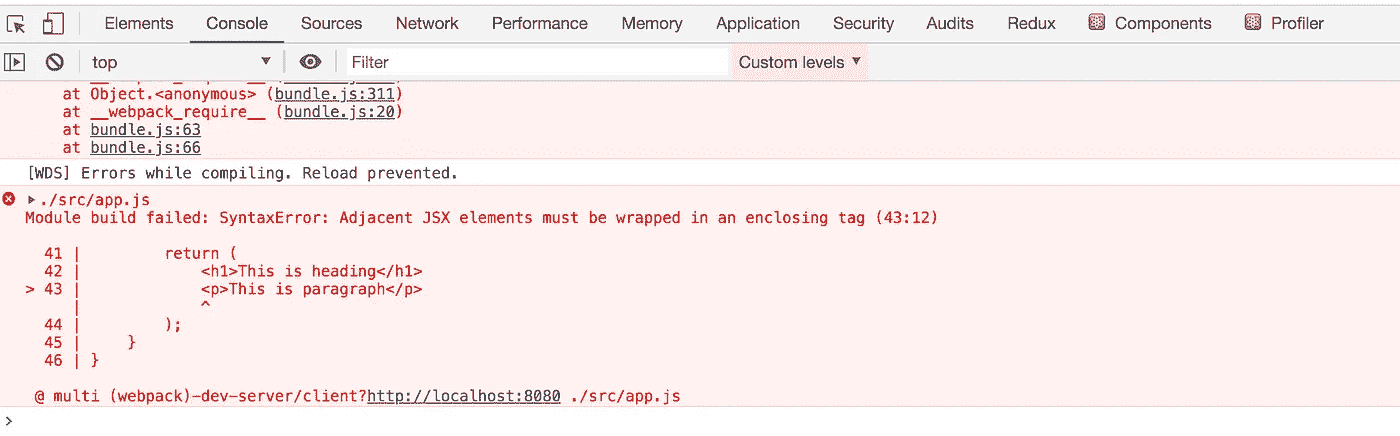 Elements Console Sources Network Performance Memory Application Security Audits Redux Components Profiler
top ▼ Filter Custom levels ▼
at Object.<anonymous> (bundle.js:311)
at __webpack_require__ (bundle.js:20)
at bundle.js:63
at bundle.js:66
[WDS] Errors while compiling. Reload prevented.
▶./src/app.js
Module build failed: SyntaxError: Adjacent JSX elements must be wrapped in an enclosing tag (43:12)
41 |         return (
42 |             <h1>This is heading</h1>
> 43 |             <p>This is paragraph</p>
|             ^
44 |         );
45 |     }
46 | }
@ multi (webpack)-dev-server/client?http://localhost:8080 ./src/app.js
>